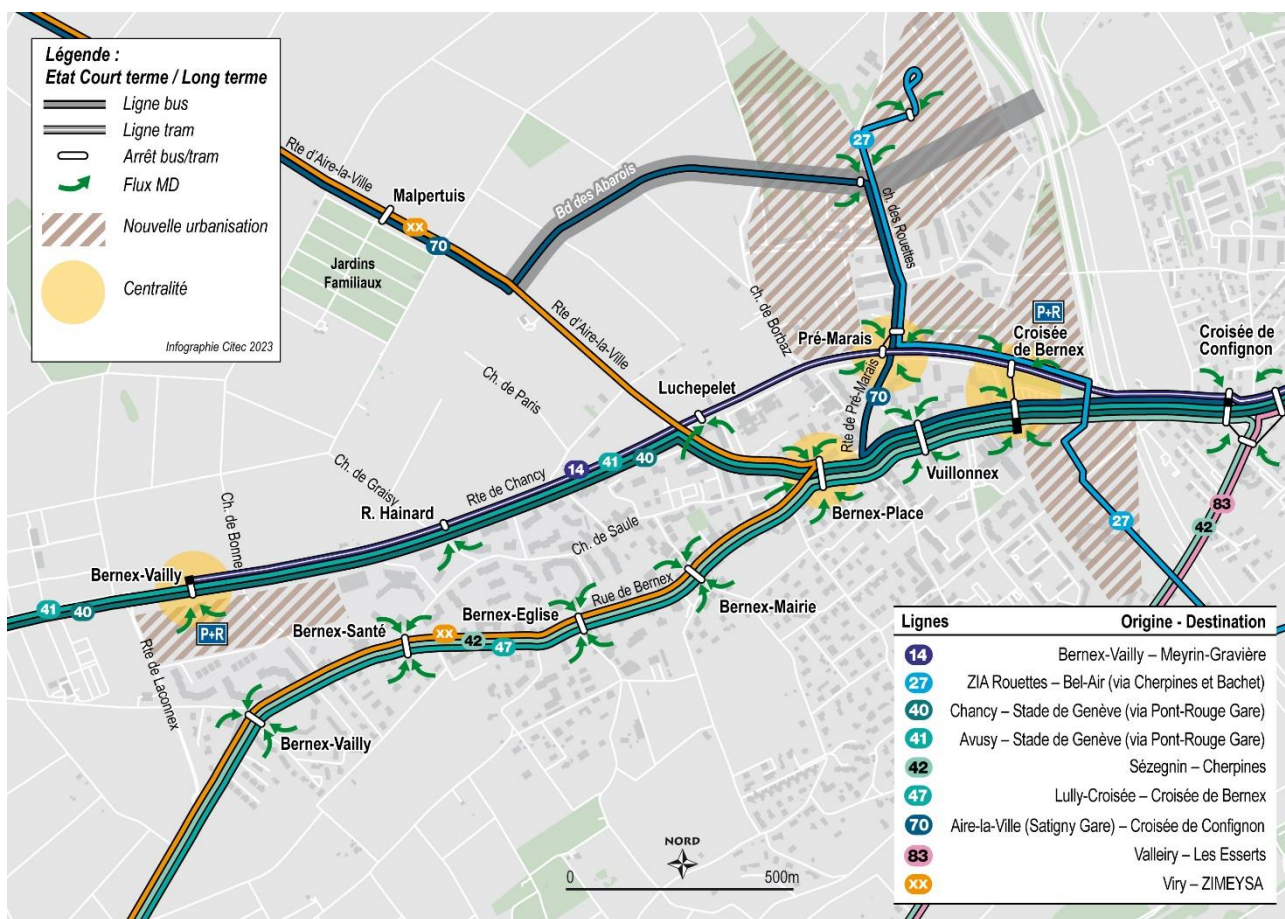 Légende :
Etat Court terme / Long terme
Ligne bus
Ligne tram
Arrêt bus/tram
Flux MD
Nouvelle urbanisation
Centralité
Infographie Citec 2023
Rte d'Aire-la-Ville
Malpertuis
XX
70
Jardins
Familiaux
Bd des Abarois
27
ch. des Rouettes
ch. de Borbaz
Rte d'Aire-la-Ville
P+R
Pré-Marais
Croisée
de Bernex
Croisée de
Confignon
Ch. de Paris
Luchepelet
Rte de Pré-Marais
70
Vuillonnex
Bernex-Place
Ch. de Graisy
Rte de Chancy
14
41
40
R. Hainard
Ch. de Saule
Ch. de Bonne
Bernex-Vailly
41
40
P+R
Rte de Laconnex
Bernex-Santé
XX
42
47
Bernex-Eglise
Rue de Bernex
Bernex-Mairie
Bernex-Vailly
27
83
42
NORD
0 500m
Lignes Origine - Destination
14 Bernex-Vailly – Meyrin-Gravière
27 ZIA Rouettes – Bel-Air (via Cherpines et Bachet)
40 Chancy – Stade de Genève (via Pont-Rouge Gare)
41 Avusy – Stade de Genève (via Pont-Rouge Gare)
42 Sézegnin – Cherpines
47 Lully-Croisée – Croisée de Bernex
70 Aire-la-Ville (Satigny Gare) – Croisée de Confignon
83 Valleiry – Les Esserts
XX Viry – ZIMEYSA